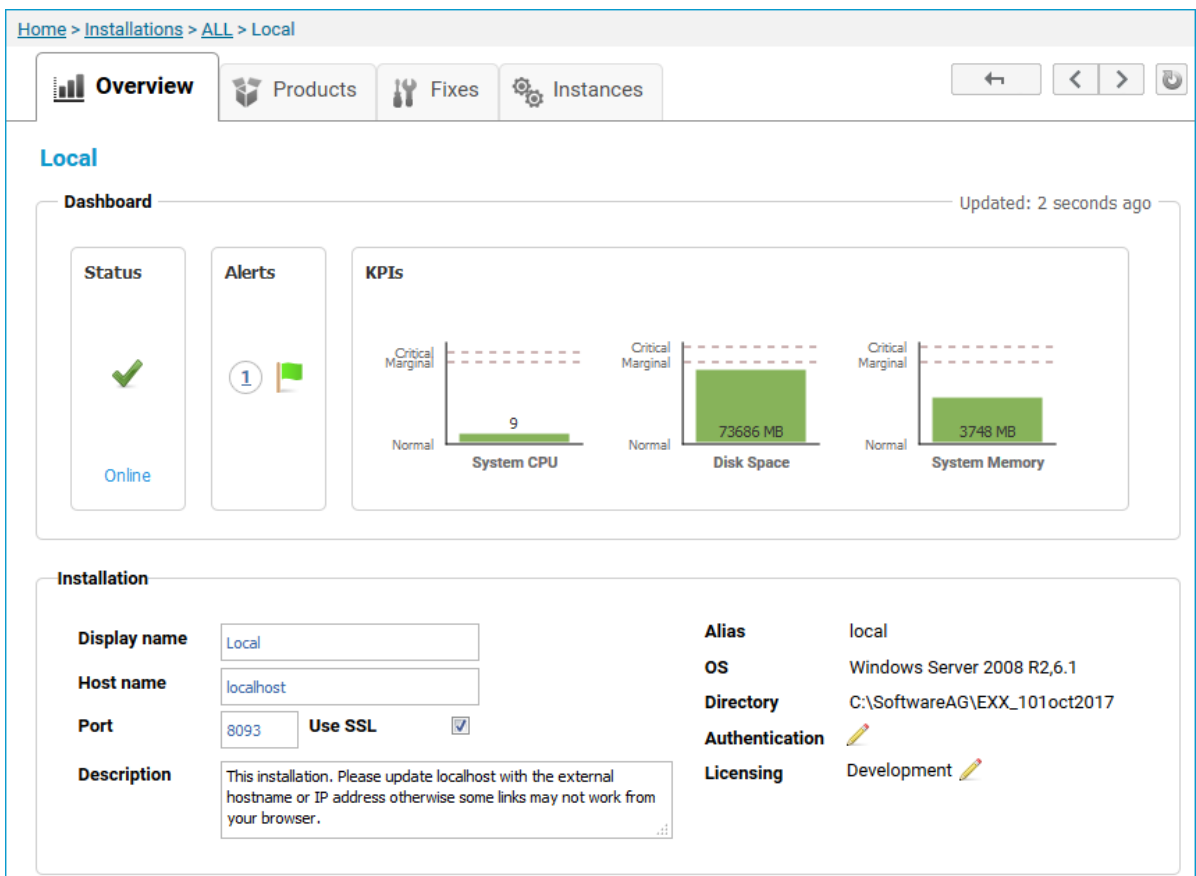 Home > Installations > ALL > Local
Overview
Products
Fixes
Instances
Local
Dashboard
Updated: 2 seconds ago
Status
Online
Alerts
1
KPIs
Critical
Marginal
Normal
9
System CPU
Critical
Marginal
Normal
73686 MB
Disk Space
Critical
Marginal
Normal
3748 MB
System Memory
Installation
Display name
Local
Host name
localhost
Port
8093
Use SSL
Description
This installation. Please update localhost with the external
hostname or IP address otherwise some links may not work from
your browser.
Alias
local
OS
Windows Server 2008 R2,6.1
Directory
C:\SoftwareAG\EXX_101oct2017
Authentication
Licensing
Development